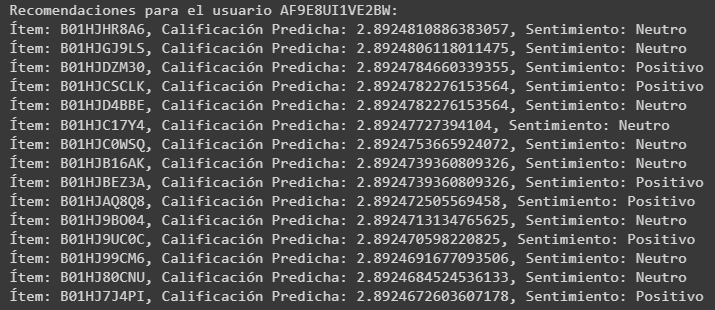 Recomendaciones para el usuario AF9E8UI1VE2BW:
Ítem: B01HJHR8A6, Calificación Predicha: 2.8924810886383057, Sentimiento: Neutro
Ítem: B01HJGJ9LS, Calificación Predicha: 2.8924806118011475, Sentimiento: Neutro
Ítem: B01HJDZM30, Calificación Predicha: 2.8924784660339355, Sentimiento: Positivo
Ítem: B01HJCSCLK, Calificación Predicha: 2.8924782276153564, Sentimiento: Positivo
Ítem: B01HJD4BBE, Calificación Predicha: 2.8924782276153564, Sentimiento: Neutro
Ítem: B01HJC17Y4, Calificación Predicha: 2.89247727394104, Sentimiento: Neutro
Ítem: B01HJC0WSQ, Calificación Predicha: 2.8924753665924072, Sentimiento: Neutro
Ítem: B01HJB16AK, Calificación Predicha: 2.8924739360809326, Sentimiento: Neutro
Ítem: B01HJBEZ3A, Calificación Predicha: 2.8924739360809326, Sentimiento: Positivo
Ítem: B01HJAQ8Q8, Calificación Predicha: 2.892472505569458, Sentimiento: Positivo
Ítem: B01HJ9BO04, Calificación Predicha: 2.8924713134765625, Sentimiento: Neutro
Ítem: B01HJ9UC0C, Calificación Predicha: 2.892470598220825, Sentimiento: Positivo
Ítem: B01HJ99CM6, Calificación Predicha: 2.8924691677093506, Sentimiento: Neutro
Ítem: B01HJ80CNU, Calificación Predicha: 2.8924684524536133, Sentimiento: Neutro
Ítem: B01HJ7J4PI, Calificación Predicha: 2.8924672603607178, Sentimiento: Positivo